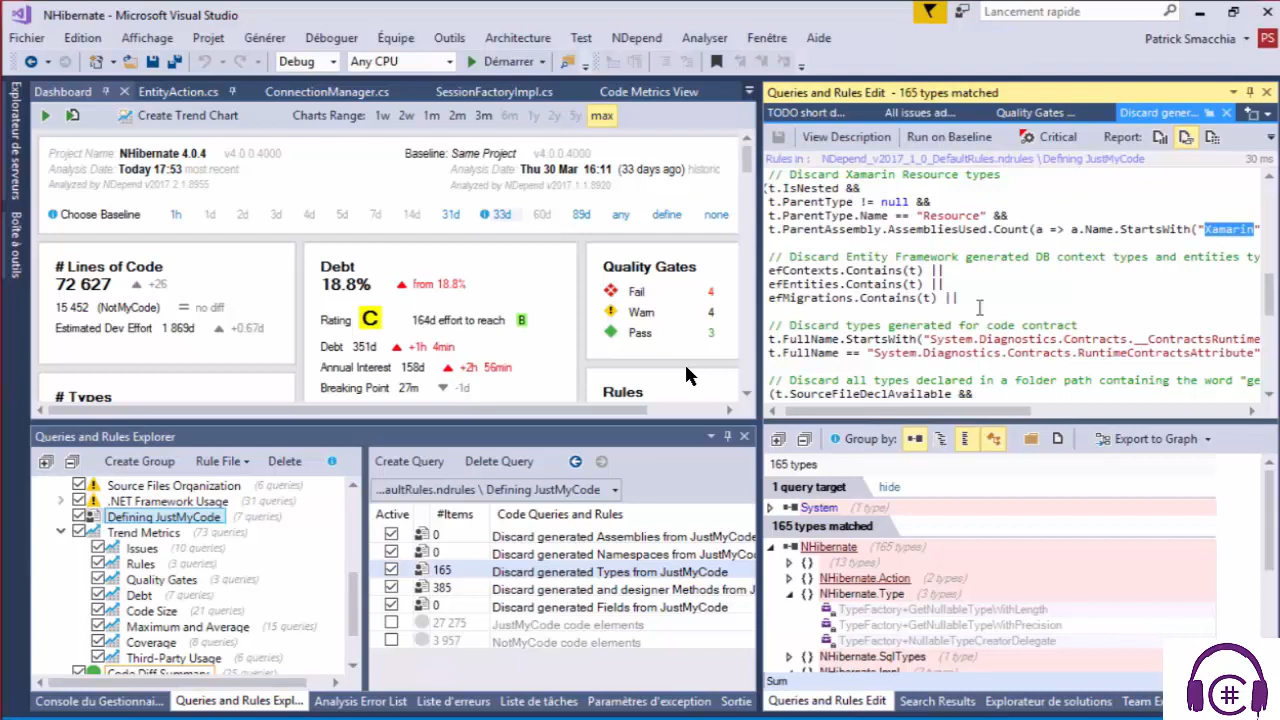 NHibernate - Microsoft Visual Studio
Lancement rapide
Fichier Edition Affichage Projet Générer Déboguer Équipe Outils Architecture Test NDepend Analyser Fenêtre Aide
Patrick Smacchia PS
Debug Any CPU Démarrer
Explorateur de serveurs
Boîte à outils
Dashboard EntityAction.cs ConnectionManager.cs SessionFactoryImpl.cs Code Metrics View
Create Trend Chart Charts Range: 1w 2w 1m 2m 3m 6m 1y 2y 5y max
Project Name NHibernate 4.0.4 v4.0.0.4000
Analysis Date Today 17:53 most recent
Analyzed by NDepend v2017.2.1.8955
Baseline: Same Project v4.0.0.4000
Analysis Date Thu 30 Mar 16:11 (33 days ago) historic
Analyzed by NDepend v2017.1.1.8920
Choose Baseline 1h 1d 2d 3d 4d 5d 7d 14d 31d 33d 60d 89d any define none
# Lines of Code
72 627 +26
15 452 (NotMyCode) = no diff
Estimated Dev Effort 1 869d +0.67d
# Types
Debt
18.8% from 18.8%
Rating C 164d effort to reach B
Debt 351d +1h 4min
Annual Interest 158d +2h 56min
Breaking Point 27m -1d
Quality Gates
Fail 4
Warn 4
Pass 3
Rules
Queries and Rules Edit - 165 types matched
TODO short d... All issues ad... Quality Gates ... Discard gener...
View Description Run on Baseline Critical Report:
Rules in : NDepend_v2017_1_0_DefaultRules.ndrules \ Defining JustMyCode 30 ms
// Discard Xamarin Resource types
(t.IsNested &&
t.ParentType != null &&
t.ParentType.Name == "Resource" &&
t.ParentAssembly.AssembliesUsed.Count(a => a.Name.StartsWith("Xamarin"
// Discard Entity Framework generated DB context types and entities ty
efContexts.Contains(t) ||
efEntities.Contains(t) ||
efMigrations.Contains(t) ||
// Discard types generated for code contract
t.FullName.StartsWith("System.Diagnostics.Contracts.__ContractsRuntime
t.FullName == "System.Diagnostics.Contracts.RuntimeContractsAttribute"
// Discard all types declared in a folder path containing the word "ge
(t.SourceFileDeclAvailable &&
Queries and Rules Explorer
Create Group Rule File Delete
Source Files Organization (6 queries)
.NET Framework Usage (31 queries)
Defining JustMyCode (7 queries)
Trend Metrics (73 queries)
Issues (10 queries)
Rules (7 queries)
Quality Gates (3 queries)
Debt (5 queries)
Code Size (21 queries)
Maximum and Average (15 queries)
Coverage (8 queries)
Third-Party Usage (6 queries)
Code Diff Summary
Create Query Delete Query
...aultRules.ndrules \ Defining JustMyCode
Active #Items Code Queries and Rules
0 Discard generated Assemblies from JustMyCode
0 Discard generated Namespaces from JustMyCo
165 Discard generated Types from JustMyCode
385 Discard generated and designer Methods from J
0 Discard generated Fields from JustMyCode
27 275 JustMyCode code elements
3 957 NotMyCode code elements
Group by: Export to Graph
165 types
1 query target hide
System (1 type)
165 types matched
NHibernate (165 types)
{ } (13 types)
{ } NHibernate.Action (2 types)
{ } NHibernate.Type (3 types)
TypeFactory+GetNullableTypeWithLength
TypeFactory+GetNullableTypeWithPrecision
TypeFactory+NullableTypeCreatorDelegate
{ } NHibernate.SqlTypes (1 type)
{ } NHibernate.Impl
Sum
Console du Gestionnai... Queries and Rules Expl... Analysis Error List Liste d'erreurs Liste de tâches Paramètres d'exception Sortie
Queries and Rules Edit Search Results Explorateur de solutions Team Ex
#